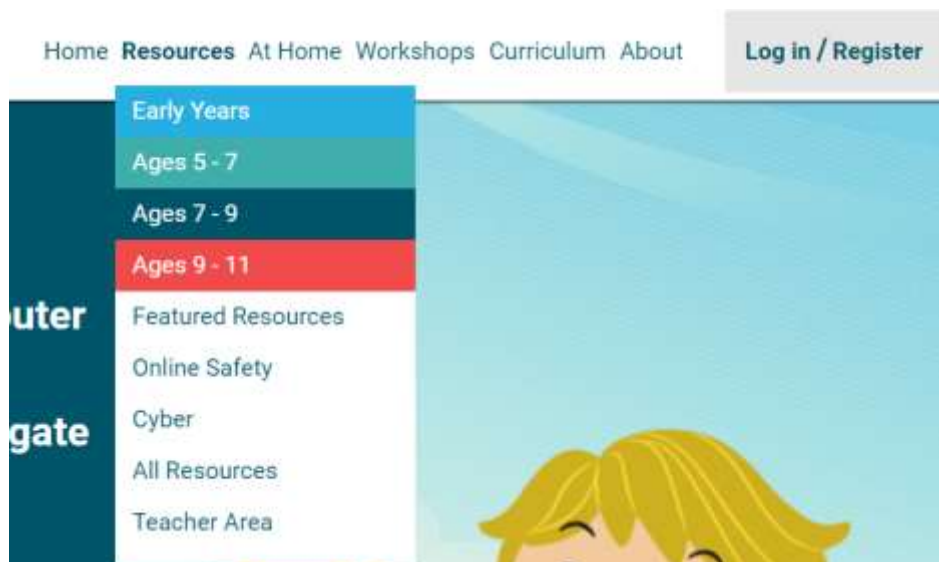 Home Resources At Home Workshops Curriculum About Log in / Register
Early Years
Ages 5 - 7
Ages 7 - 9
Ages 9 - 11
uter
Featured Resources
Online Safety
gate
Cyber
All Resources
Teacher Area